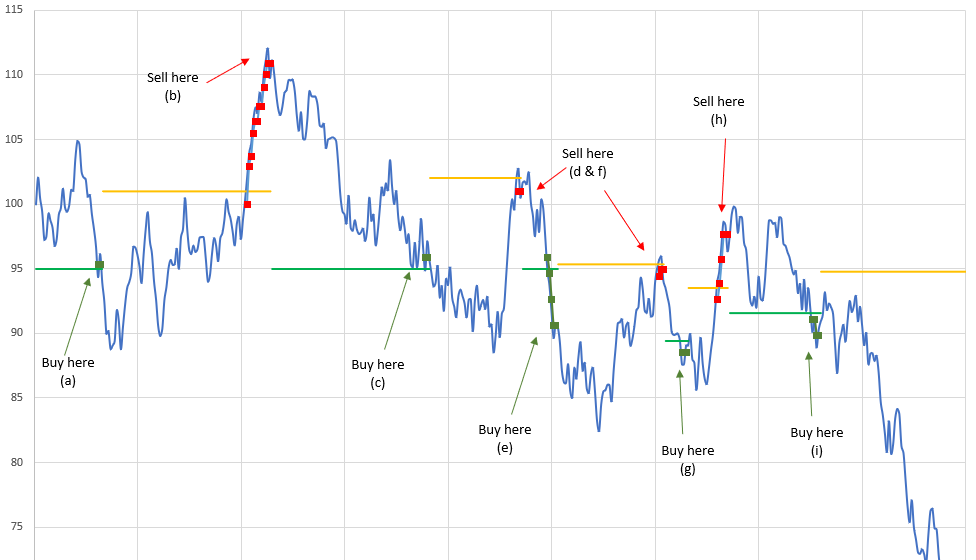 115
110
105
100
95
90
85
80
75
Sell here
(b)
Sell here
(h)
Sell here
(d & f)
Buy here
(a)
Buy here
(c)
Buy here
(e)
Buy here
(g)
Buy here
(i)